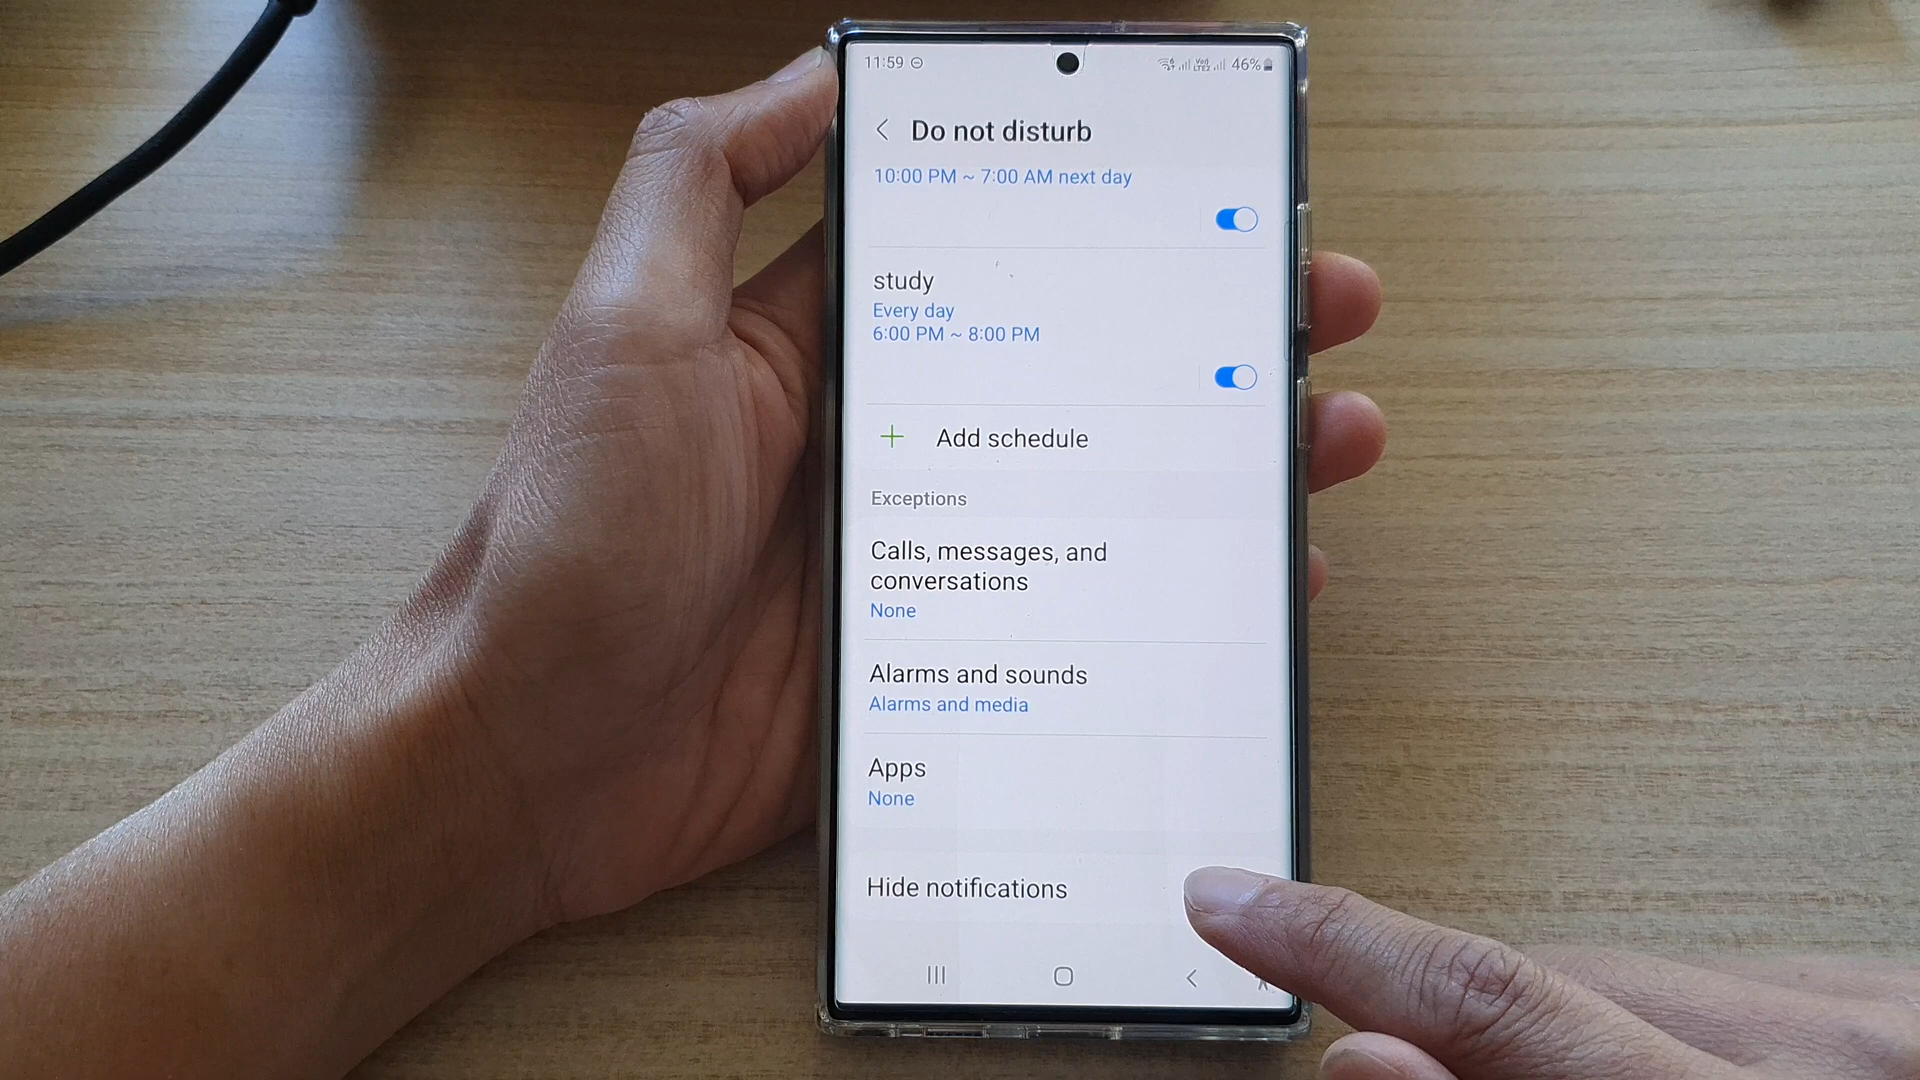 11:59 46%
Do not disturb
10:00 PM ~ 7:00 AM next day
study
Every day
6:00 PM ~ 8:00 PM
+ Add schedule
Exceptions
Calls, messages, and
conversations
None
Alarms and sounds
Alarms and media
Apps
None
Hide notifications